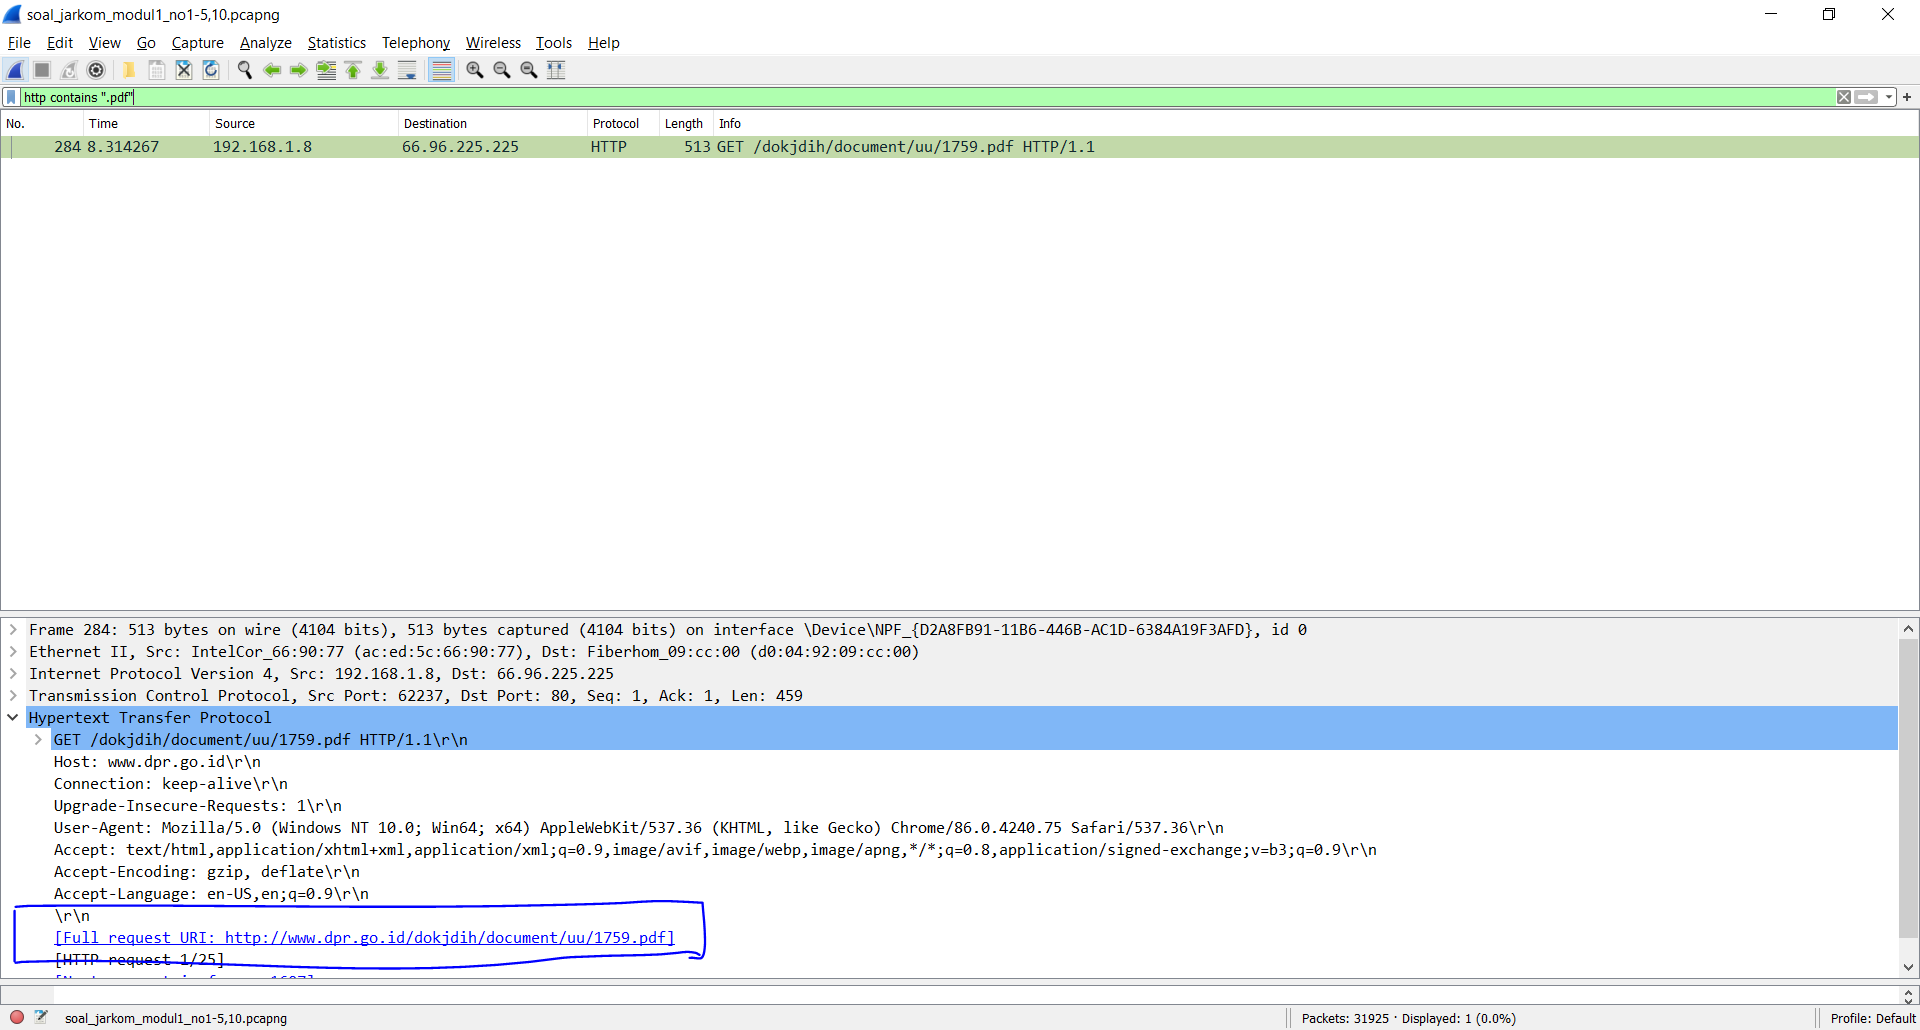 soal_jarkom_modul1_no1-5,10.pcapng
File Edit View Go Capture Analyze Statistics Telephony Wireless Tools Help
http contains ".pdf"
No. Time Source Destination Protocol Length Info
284 8.314267 192.168.1.8 66.96.225.225 HTTP 513 GET /dokjdih/document/uu/1759.pdf HTTP/1.1
Frame 284: 513 bytes on wire (4104 bits), 513 bytes captured (4104 bits) on interface \Device\NPF_{D2A8FB91-11B6-446B-AC1D-6384A19F3AFD}, id 0
Ethernet II, Src: IntelCor_66:90:77 (ac:ed:5c:66:90:77), Dst: Fiberhom_09:cc:00 (d0:04:92:09:cc:00)
Internet Protocol Version 4, Src: 192.168.1.8, Dst: 66.96.225.225
Transmission Control Protocol, Src Port: 62237, Dst Port: 80, Seq: 1, Ack: 1, Len: 459
Hypertext Transfer Protocol
GET /dokjdih/document/uu/1759.pdf HTTP/1.1\r\n
Host: www.dpr.go.id\r\n
Connection: keep-alive\r\n
Upgrade-Insecure-Requests: 1\r\n
User-Agent: Mozilla/5.0 (Windows NT 10.0; Win64; x64) AppleWebKit/537.36 (KHTML, like Gecko) Chrome/86.0.4240.75 Safari/537.36\r\n
Accept: text/html,application/xhtml+xml,application/xml;q=0.9,image/avif,image/webp,image/apng,*/*;q=0.8,application/signed-exchange;v=b3;q=0.9\r\n
Accept-Encoding: gzip, deflate\r\n
Accept-Language: en-US,en;q=0.9\r\n
\r\n
[Full request URI: http://www.dpr.go.id/dokjdih/document/uu/1759.pdf]
[HTTP request 1/25]
soal_jarkom_modul1_no1-5,10.pcapng
Packets: 31925 · Displayed: 1 (0.0%)
Profile: Default